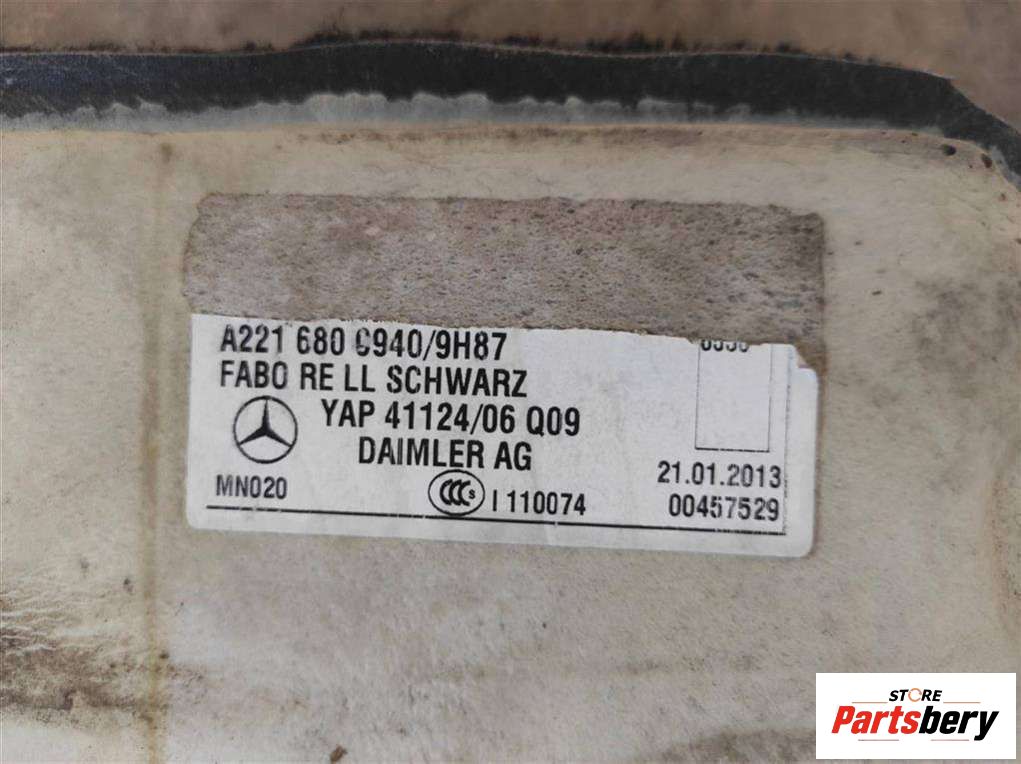 A221 680 0940/9H87
FABO RE LL SCHWARZ
YAP 41124/06 Q09
DAIMLER AG
MN020
CCC S
I 110074
21.01.2013
00457529
STORE
Partsbery